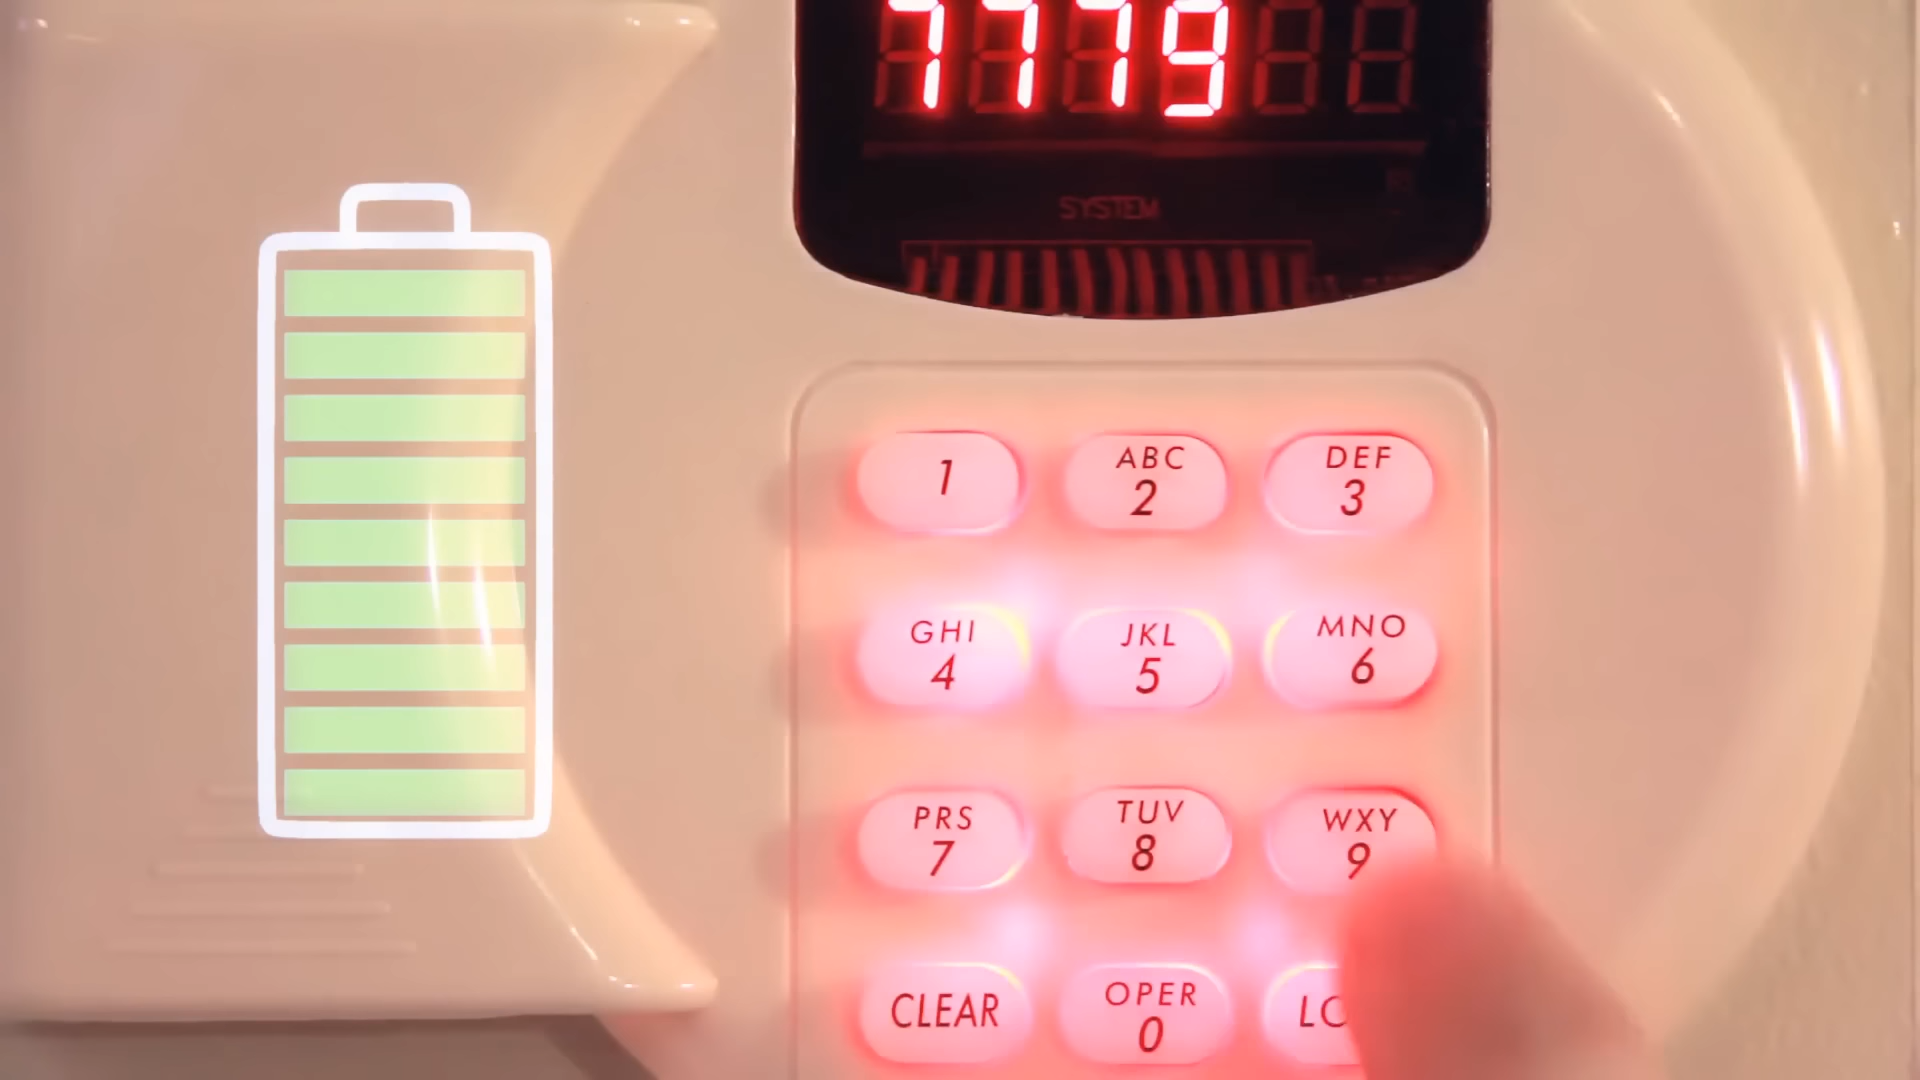 7779
SYSTEM
1
ABC
2
DEF
3
GHI
4
JKL
5
MNO
6
PRS
7
TUV
8
WXY
9
CLEAR
OPER
0